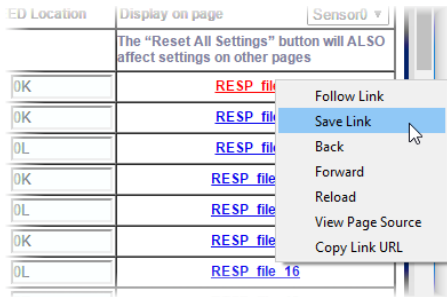 ED Location Display on page Sensor0
The “Reset All Settings” button will ALSO
affect settings on other pages
0K RESP_file
Follow Link
0K RESP_file
Save Link
0L RESP_file
Back
Forward
0K RESP_file
Reload
0L RESP_file
View Page Source
0K RESP_file
Copy Link URL
0L RESP_file_16